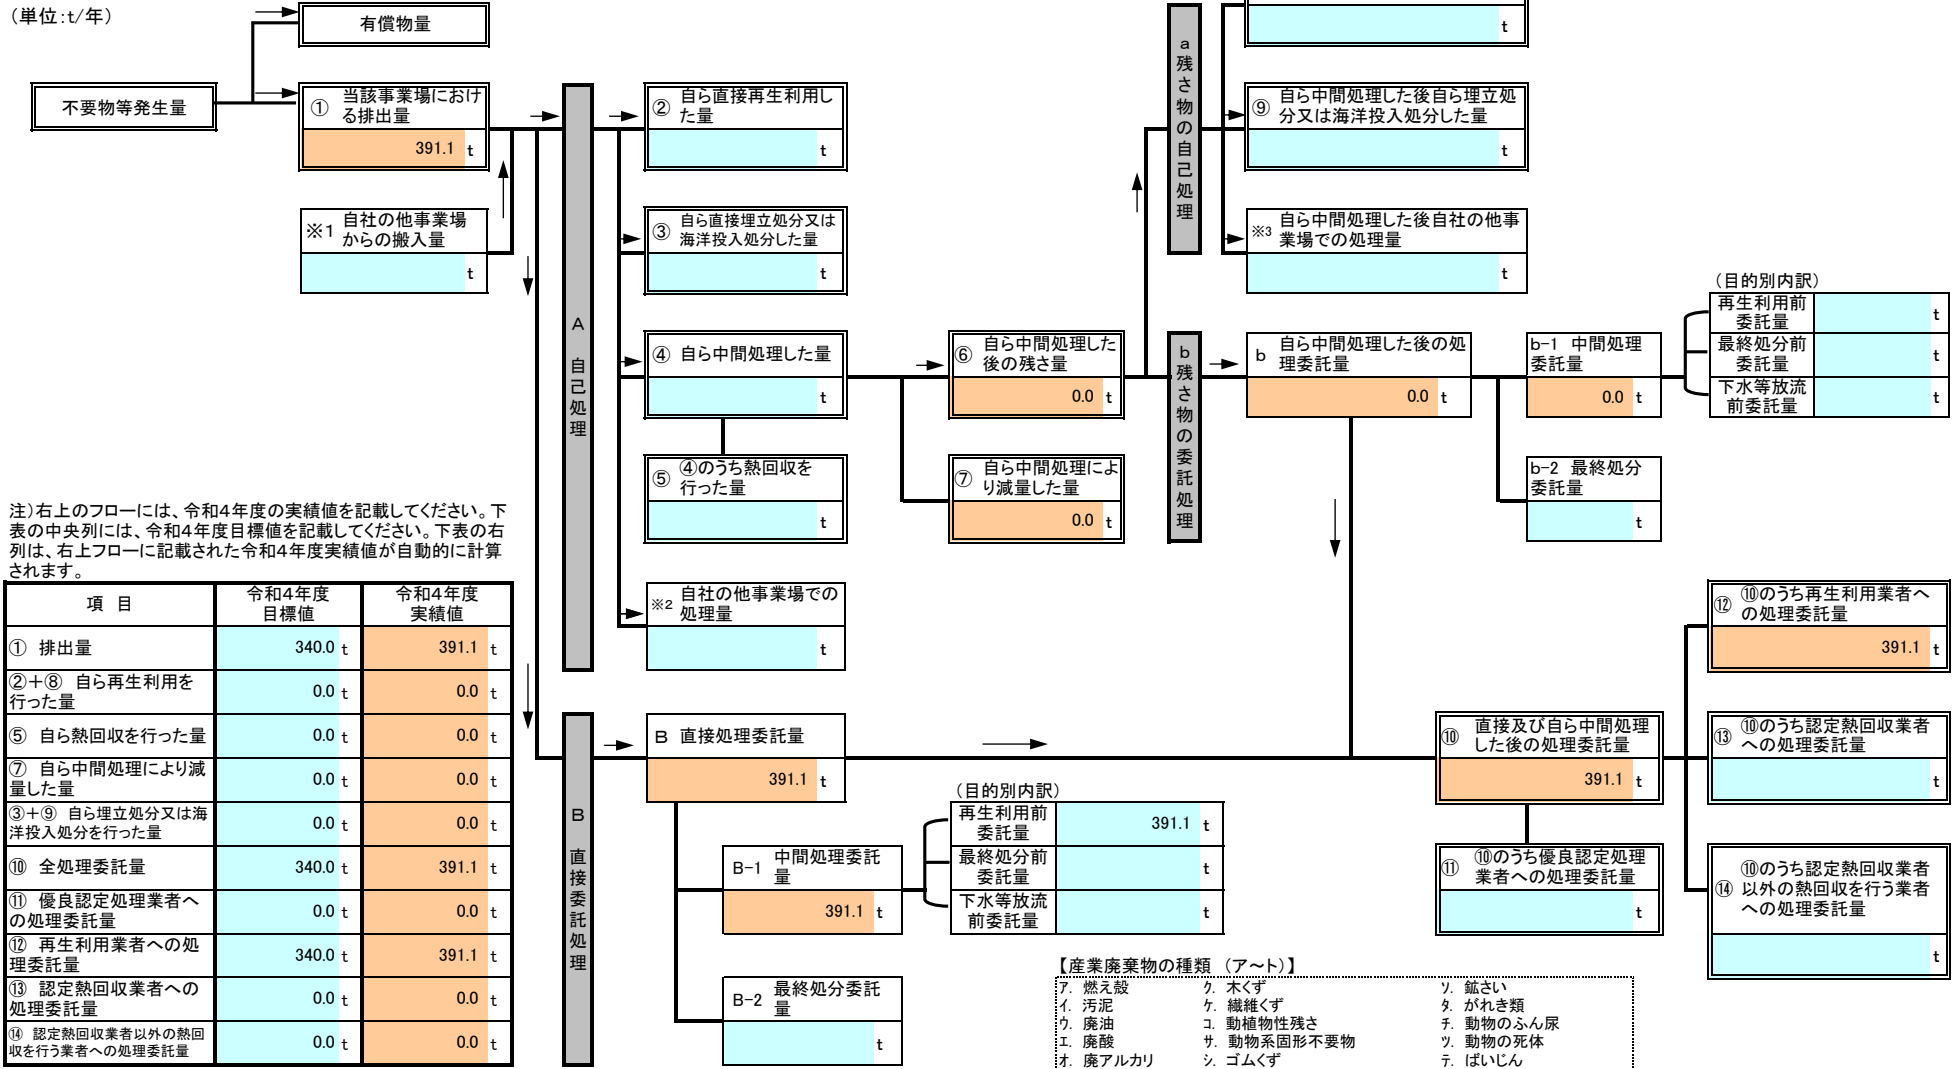 （単位：t/年）
有償物量
不要物等発生量
① 当該事業場におけ
る排出量
391.1 t
※1 自社の他事業場
からの搬入量
t
A 自己処理
② 自ら直接再生利用し
た量
t
③ 自ら直接埋立処分又は
海洋投入処分した量
t
④ 自ら中間処理した量
t
⑤ ④のうち熱回収を
行った量
t
※2 自社の他事業場での
処理量
t
⑥ 自ら中間処理した
後の残さ量
0.0 t
⑦ 自ら中間処理によ
り減量した量
0.0 t
a 残さ物の自己処理
t
⑨ 自ら中間処理した後自ら埋立処
分又は海洋投入処分した量
t
※3 自ら中間処理した後自社の他事
業場での処理量
t
b 残さ物の委託処理
b 自ら中間処理した後の処
理委託量
0.0 t
b-1 中間処理
委託量
0.0 t
b-2 最終処分
委託量
t
（目的別内訳）
再生利用前
委託量 t
最終処分前
委託量 t
下水等放流
前委託量 t
注）右上のフローには、令和4年度の実績値を記載してください。下
表の中央列には、令和4年度目標値を記載してください。下表の右
列は、右上フローに記載された令和4年度実績値が自動的に計算
されます。
項 目 令和4年度
目標値 令和4年度
実績値
① 排出量 340.0 t 391.1 t
②＋⑧ 自ら再生利用を
行った量 0.0 t 0.0 t
⑤ 自ら熱回収を行った量 0.0 t 0.0 t
⑦ 自ら中間処理により減
量した量 0.0 t 0.0 t
③＋⑨ 自ら埋立処分又は海
洋投入処分を行った量 0.0 t 0.0 t
⑩ 全処理委託量 340.0 t 391.1 t
⑪ 優良認定処理業者へ
の処理委託量 0.0 t 0.0 t
⑫ 再生利用業者への処
理委託量 340.0 t 391.1 t
⑬ 認定熱回収業者への
処理委託量 0.0 t 0.0 t
⑭ 認定熱回収業者以外の熱回
収を行う業者への処理委託量 0.0 t 0.0 t
B 直接委託処理
B 直接処理委託量
391.1 t
B-1 中間処理委託
量
391.1 t
B-2 最終処分委託
量
t
（目的別内訳）
再生利用前
委託量 391.1 t
最終処分前
委託量 t
下水等放流
前委託量 t
⑩ 直接及び自ら中間処理
した後の処理委託量
391.1 t
⑪ ⑩のうち優良認定処理
業者への処理委託量
t
⑫ ⑩のうち再生利用業者へ
の処理委託量
391.1 t
⑬ ⑩のうち認定熱回収業者
への処理委託量
t
⑭ ⑩のうち認定熱回収業者
以外の熱回収を行う業者
への処理委託量
t
【産業廃棄物の種類 （ア～ト）】
ア. 燃え殻 ク. 木くず ソ. 鉱さい
イ. 汚泥 ケ. 繊維くず タ. がれき類
ウ. 廃油 コ. 動植物性残さ チ. 動物のふん尿
エ. 廃酸 サ. 動物系固形不要物 ツ. 動物の死体
オ. 廃アルカリ シ. ゴムくず テ. ばいじん